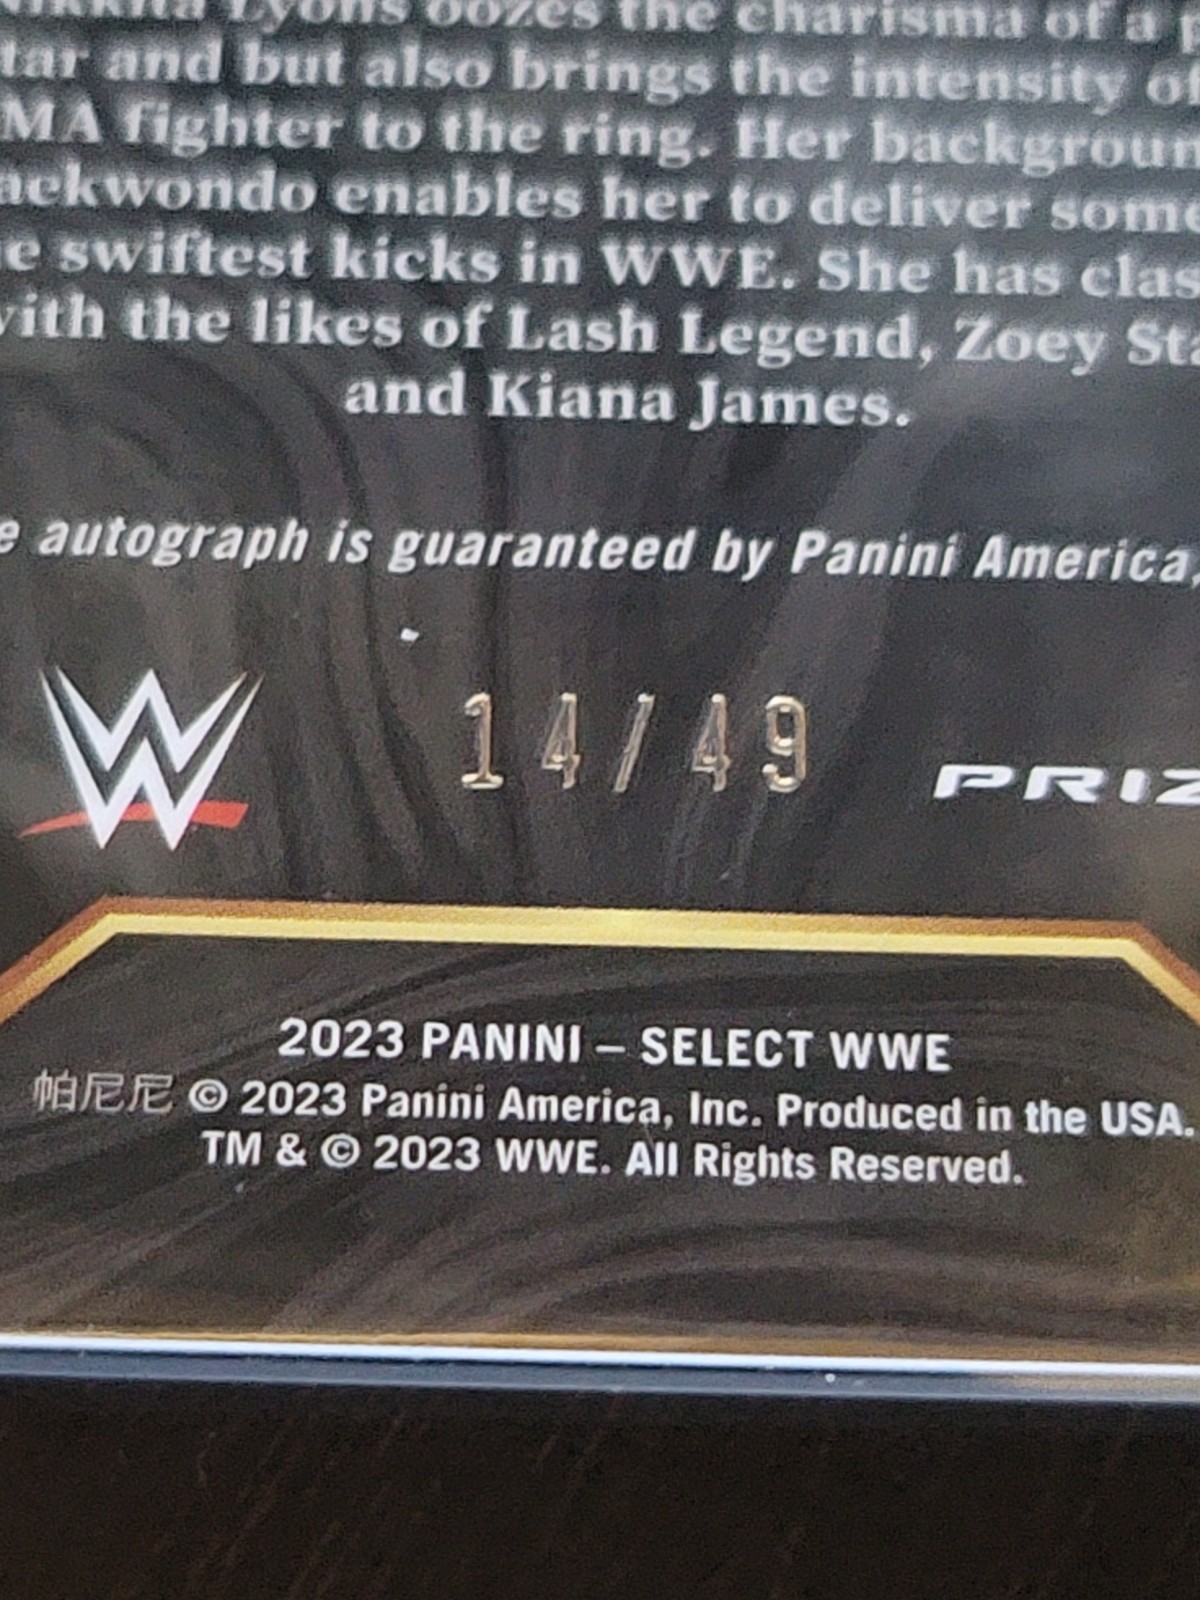 Nikkita Lyons oozes the charisma of a p
tar and but also brings the intensity of
MA fighter to the ring. Her backgroun
aekwondo enables her to deliver some
e swiftest kicks in WWE. She has clas
with the likes of Lash Legend, Zoey Sta
and Kiana James.
e autograph is guaranteed by Panini America,
W
14/49
PRIZ
2023 PANINI – SELECT WWE
帕尼尼 © 2023 Panini America, Inc. Produced in the USA.
TM & © 2023 WWE. All Rights Reserved.